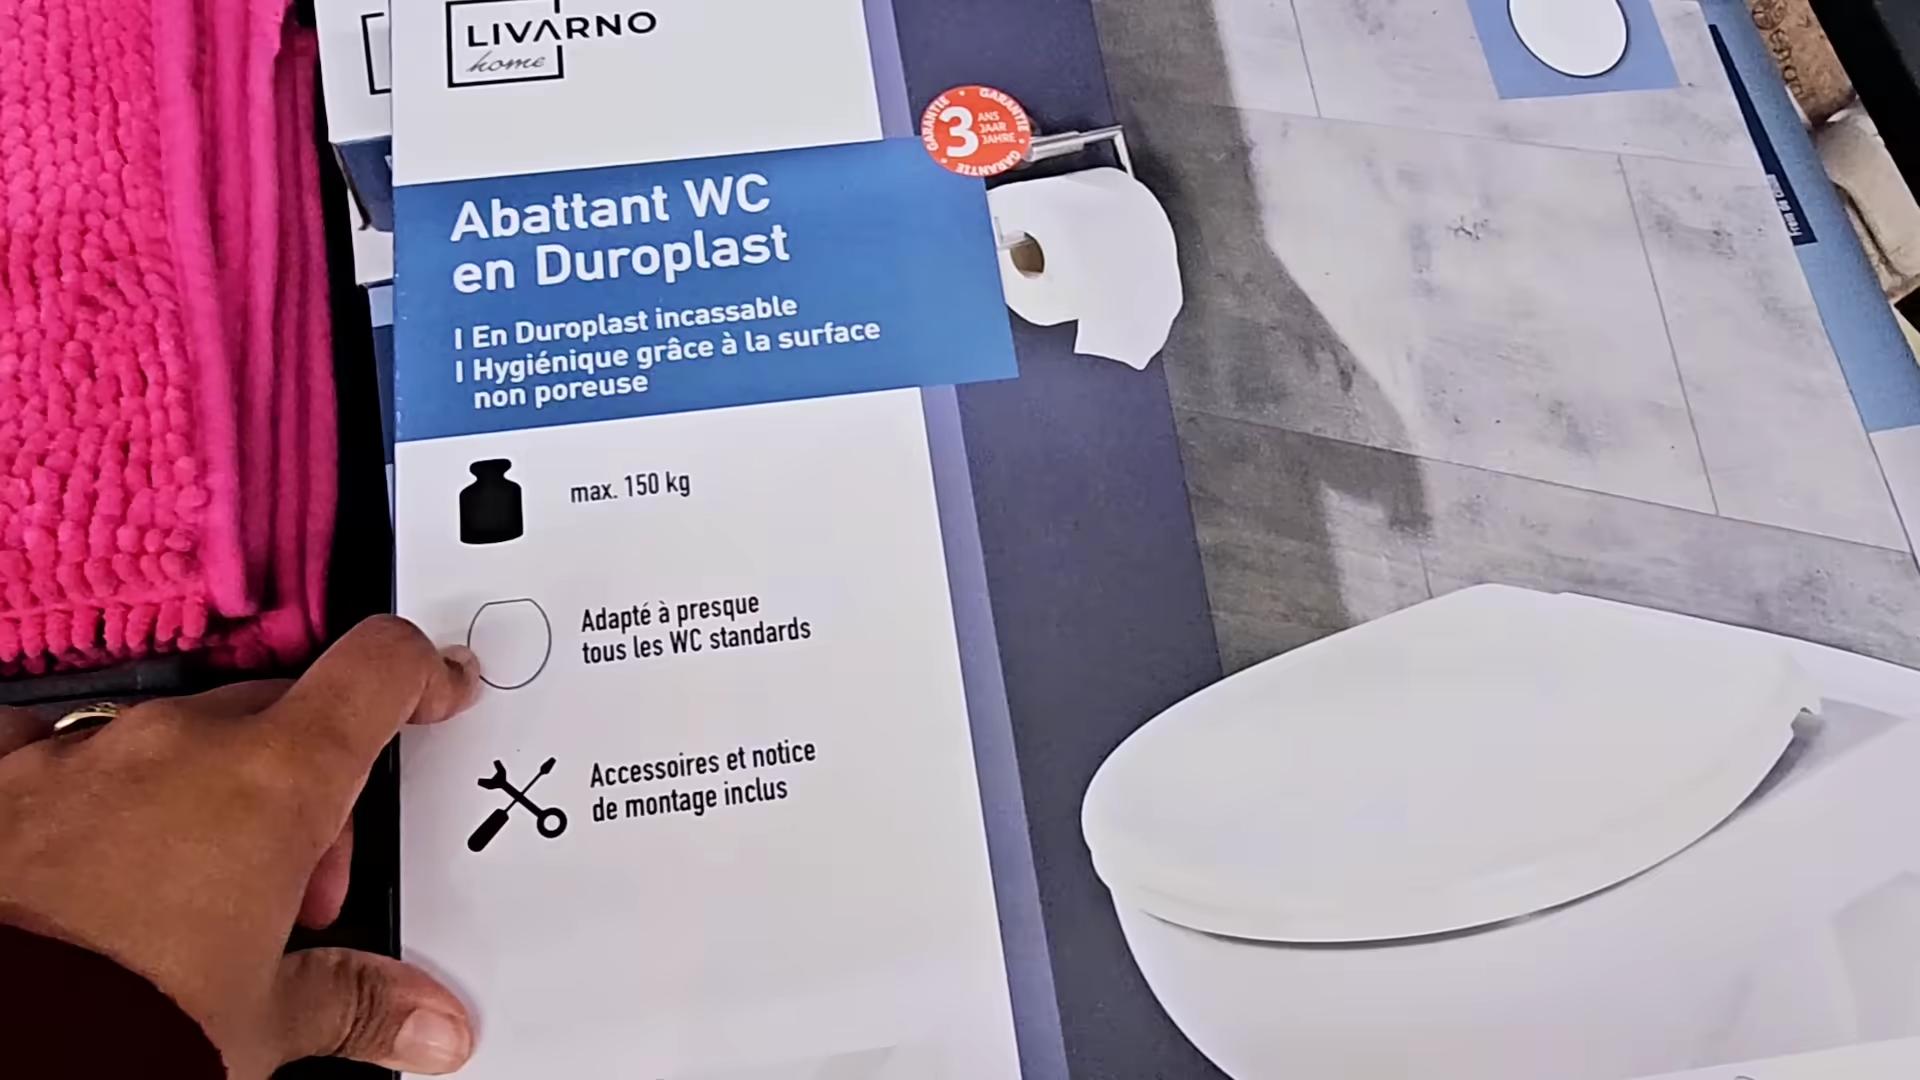 LIVARNO
home
GARANTIE • GARANTIE • GARANTIE
3 ANS
JAAR
JAHRE
Abattant WC
en Duroplast
I En Duroplast incassable
I Hygiénique grâce à la surface
non poreuse
max. 150 kg
Adapté à presque
tous les WC standards
Accessoires et notice
de montage inclus